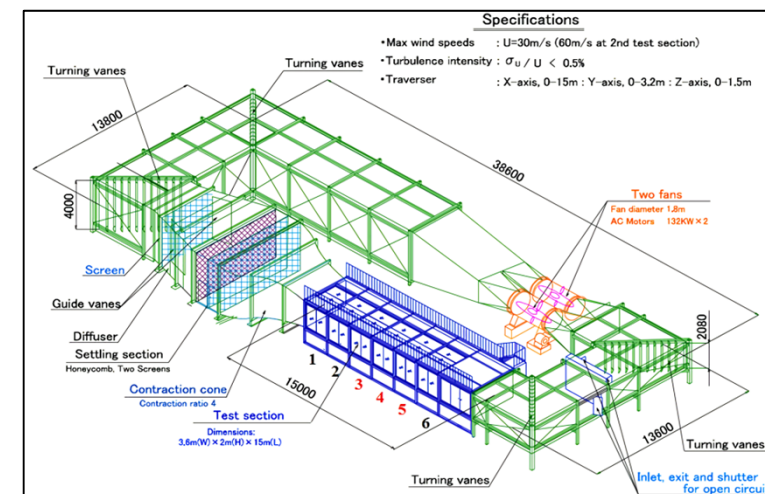 Specifications
•Max wind speeds : U=30m/s (60m/s at 2nd test section)
•Turbulence intensity : σu / U < 0.5%
•Traverser : X-axis, 0-15m : Y-axis, 0-3.2m : Z-axis, 0-1.5m
Turning vanes
Turning vanes
13800
38600
4000
Two fans
Fan diameter 1.8m
AC Motors 132KW×2
Screen
Guide vanes
Diffuser
Settling section
Honeycomb, Two Screens
2080
1
2
3
4
5
6
15000
Contraction cone
Contraction ratio 4
Test section
Dimensions:
3.6m(W)×2m(H)×15m(L)
13600
Turning vanes
Turning vanes
Inlet, exit and shutter
for open circui